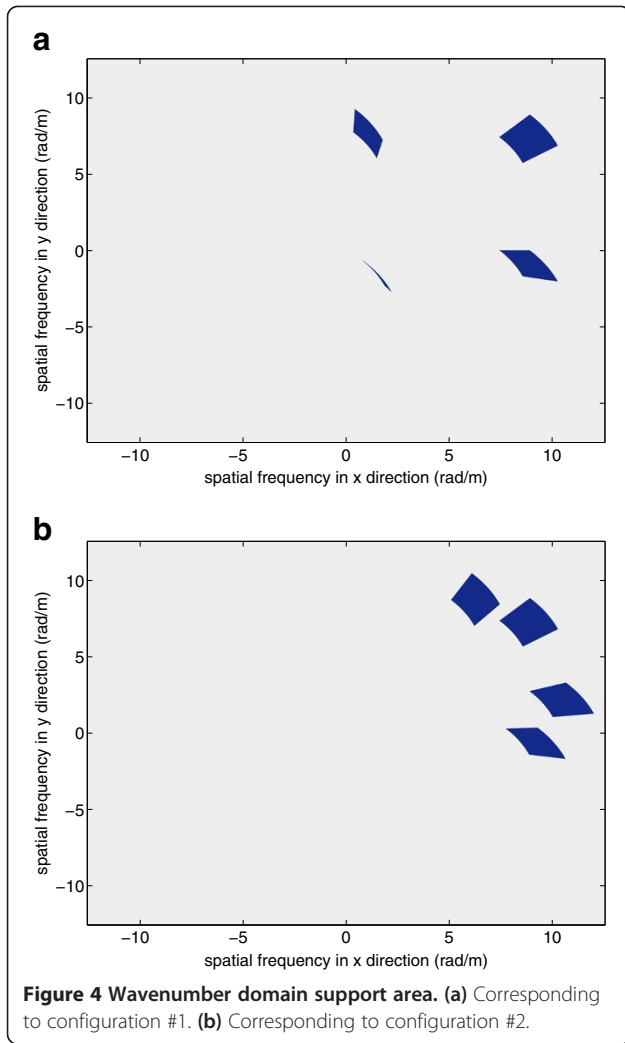 a
10
5
0
−5
−10
spatial frequency in y direction (rad/m)
−10 −5 0 5 10
spatial frequency in x direction (rad/m)
b
10
5
0
−5
−10
spatial frequency in y direction (rad/m)
−10 −5 0 5 10
spatial frequency in x direction (rad/m)
Figure 4 Wavenumber domain support area. (a) Corresponding
to configuration #1. (b) Corresponding to configuration #2.